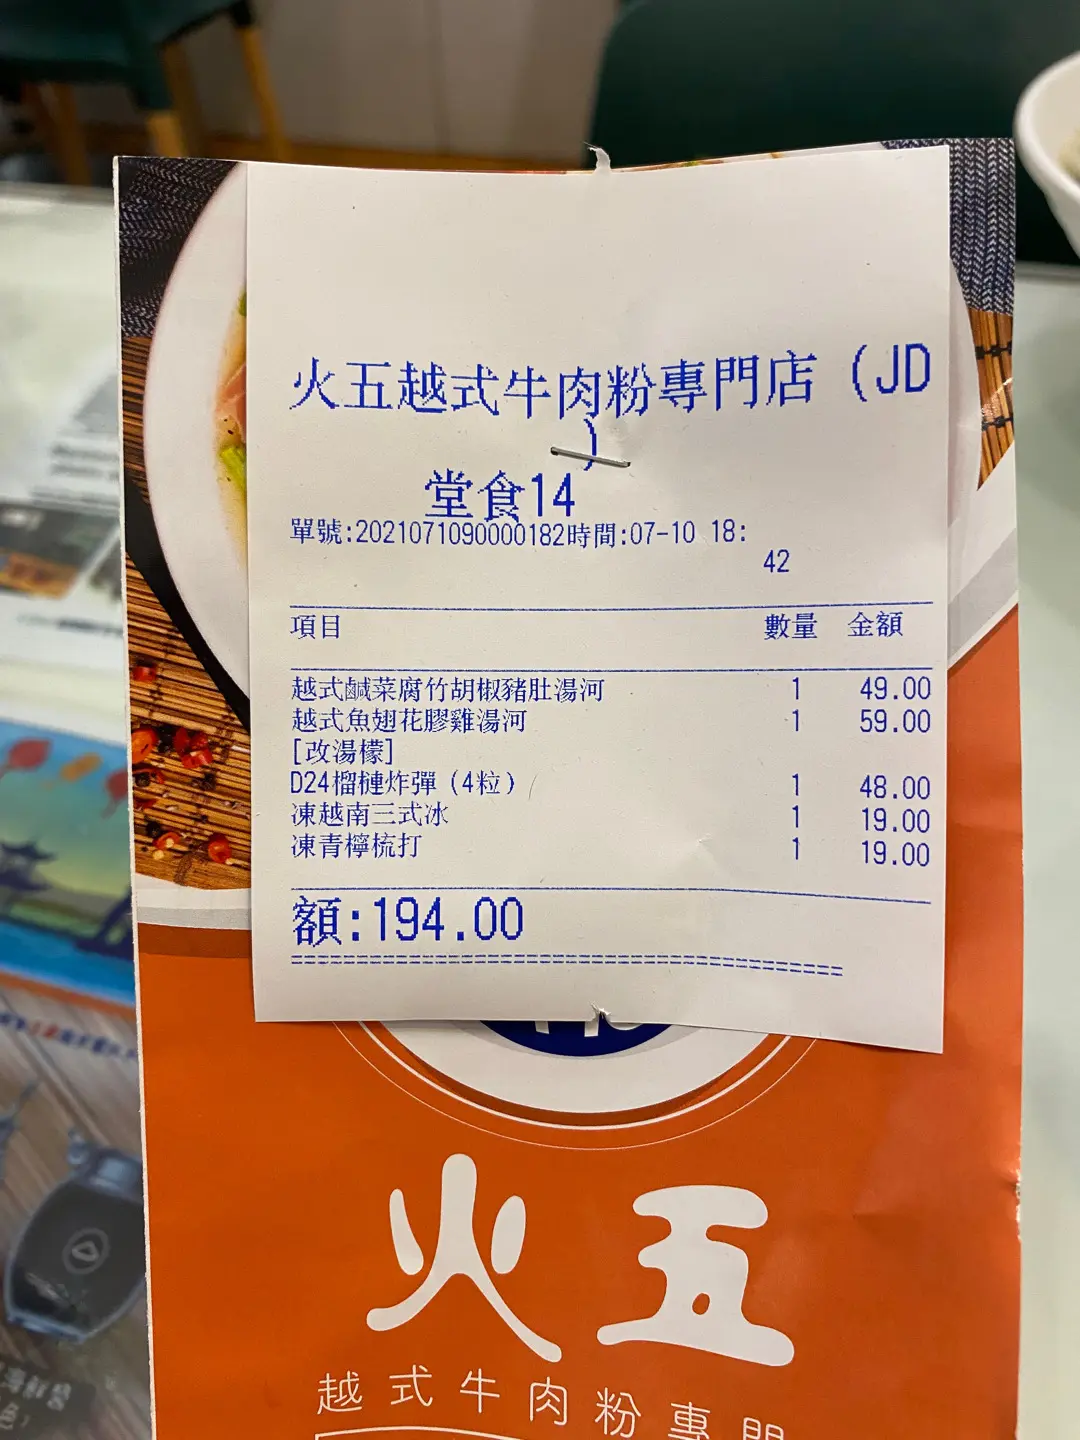 火五越式牛肉粉專門店（JD
）
堂食14
單號:2021071090000182時間:07-10 18:
42
項目 數量 金額
越式鹹菜腐竹胡椒豬肚湯河 1 49.00
越式魚翅花膠雞湯河 1 59.00
[改湯檬]
D24榴槤炸彈（4粒） 1 48.00
凍越南三式冰 1 19.00
凍青檸梳打 1 19.00
額:194.00
==========================================
火五
越式牛肉粉專門